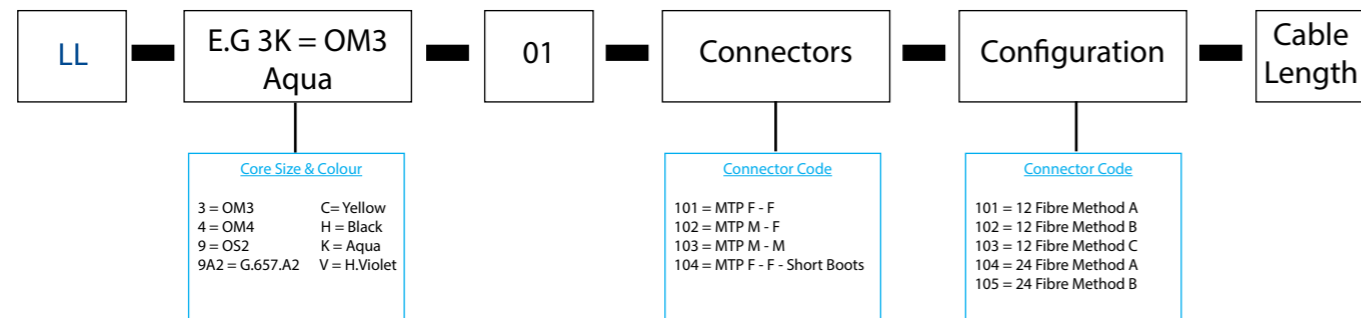 LL
E.G 3K = OM3
Aqua
01
Connectors
Configuration
Cable
Length
Core Size & Colour
3 = OM3 C= Yellow
4 = OM4 H = Black
9 = OS2 K = Aqua
9A2 = G.657.A2 V = H.Violet
Connector Code
101 = MTP F - F
102 = MTP M - F
103 = MTP M - M
104 = MTP F - F - Short Boots
Connector Code
101 = 12 Fibre Method A
102 = 12 Fibre Method B
103 = 12 Fibre Method C
104 = 24 Fibre Method A
105 = 24 Fibre Method B